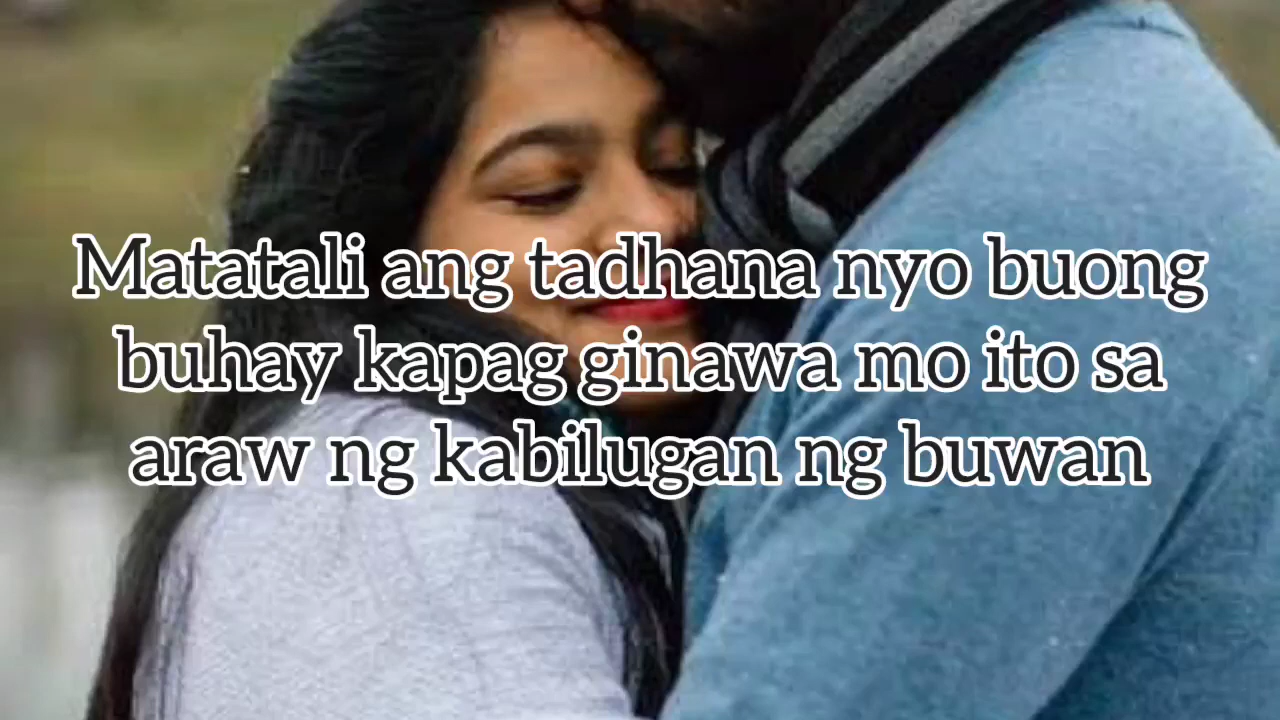 Matatali ang tadhana nyo buong
buhay kapag ginawa mo ito sa
araw ng kabilugan ng buwan